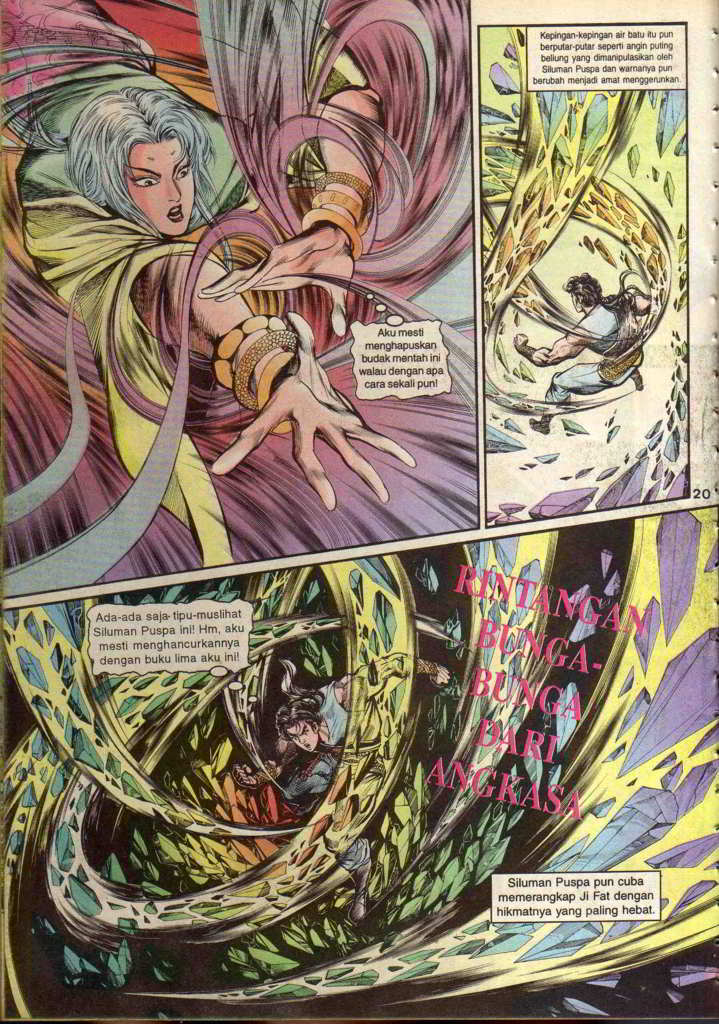 Aku mesti
menghapuskan
budak mentah ini
walau dengan apa
cara sekali pun!
Kepingan-kepingan air batu itu pun
berputar-putar seperti angin puting
beliung yang dimanipulasikan oleh
Siluman Puspa dan warnanya pun
berubah menjadi amat menggerunkan.
20
Ada-ada saja tipu-muslihat
Siluman Puspa ini! Hm, aku
mesti menghancurkannya
dengan buku lima aku ini!
RINTANGAN
BUNGA-
BUNGA
DARI
ANGKASA
Siluman Puspa pun cuba
memerangkap Ji Fat dengan
hikmatnya yang paling hebat.